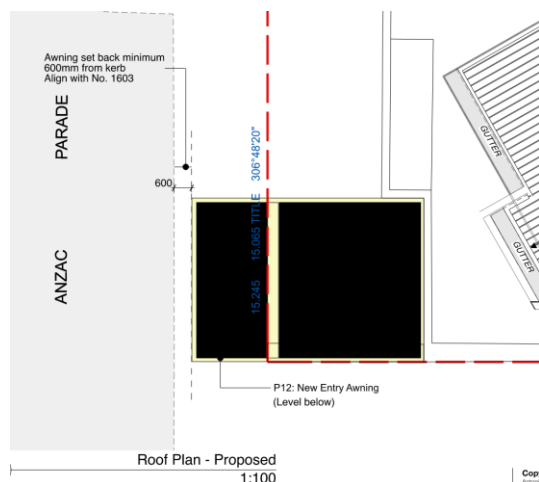 Awning set back minimum
600mm from kerb
Align with No. 1603
PARADE
ANZAC
600
15.245 15.065 TITLE 306°48'20"
GUTTER
GUTTER
P12: New Entry Awning
(Level below)
Roof Plan - Proposed
1:100